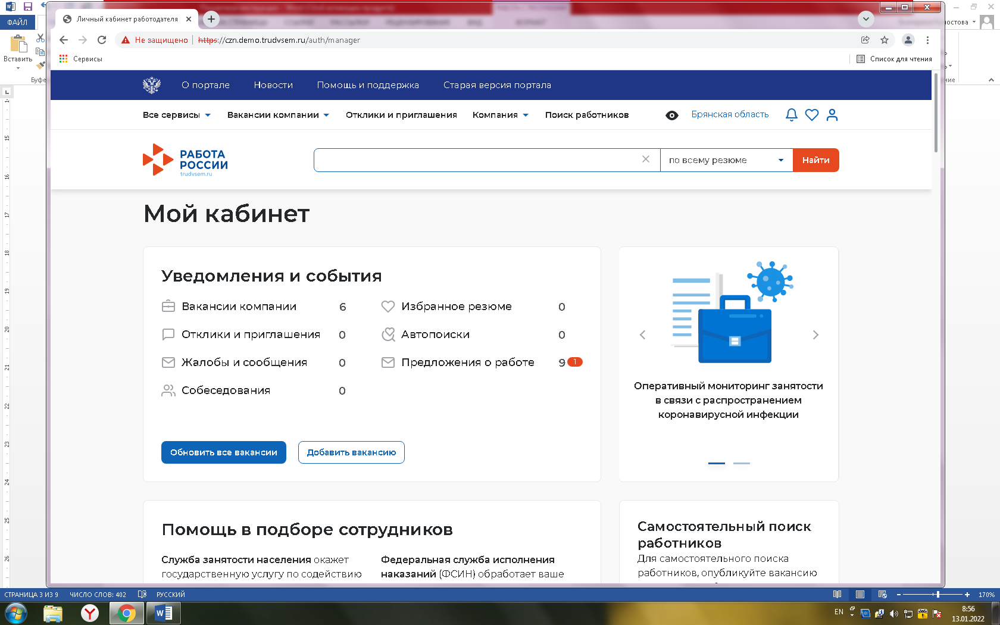 Личный кабинет работодателя
ФАЙЛ
Вставить
Не защищено | https://czn.demo.trudvsem.ru/auth/manager
Сервисы
Список для чтения
О портале Новости Помощь и поддержка Старая версия портала
Все сервисы Вакансии компании Отклики и приглашения Компания Поиск работников Брянская область
РАБОТА
РОССИИ
trudvsem.ru
по всему резюме Найти
Мой кабинет
Уведомления и события
Вакансии компании 6
Избранное резюме 0
Отклики и приглашения 0
Автопоиски 0
Жалобы и сообщения 0
Предложения о работе 9 1
Собеседования 0
Обновить все вакансии Добавить вакансию
Оперативный мониторинг занятости
в связи с распространением
коронавирусной инфекции
Помощь в подборе сотрудников
Служба занятости населения окажет
государственную услугу по содействию
Федеральная служба исполнения
наказаний (ФСИН) обработает ваше
Самостоятельный поиск
работников
Для самостоятельного поиска
работников, опубликуйте вакансию
СТРАНИЦА 3 ИЗ 9 ЧИСЛО СЛОВ: 402 РУССКИЙ 170%
EN 8:56
13.01.2022